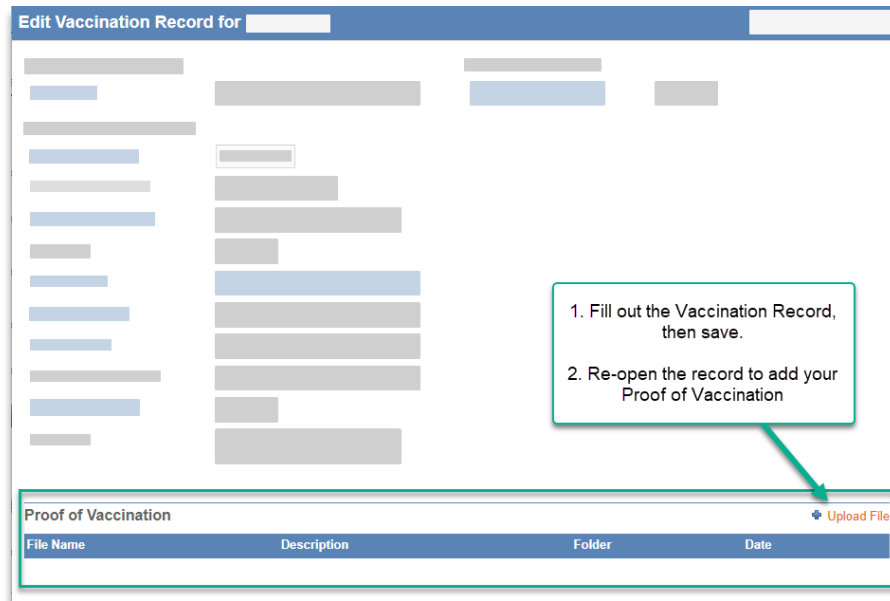 Edit Vaccination Record for
1. Fill out the Vaccination Record,
then save.
2. Re-open the record to add your
Proof of Vaccination
Proof of Vaccination
Upload File
File Name Description Folder Date